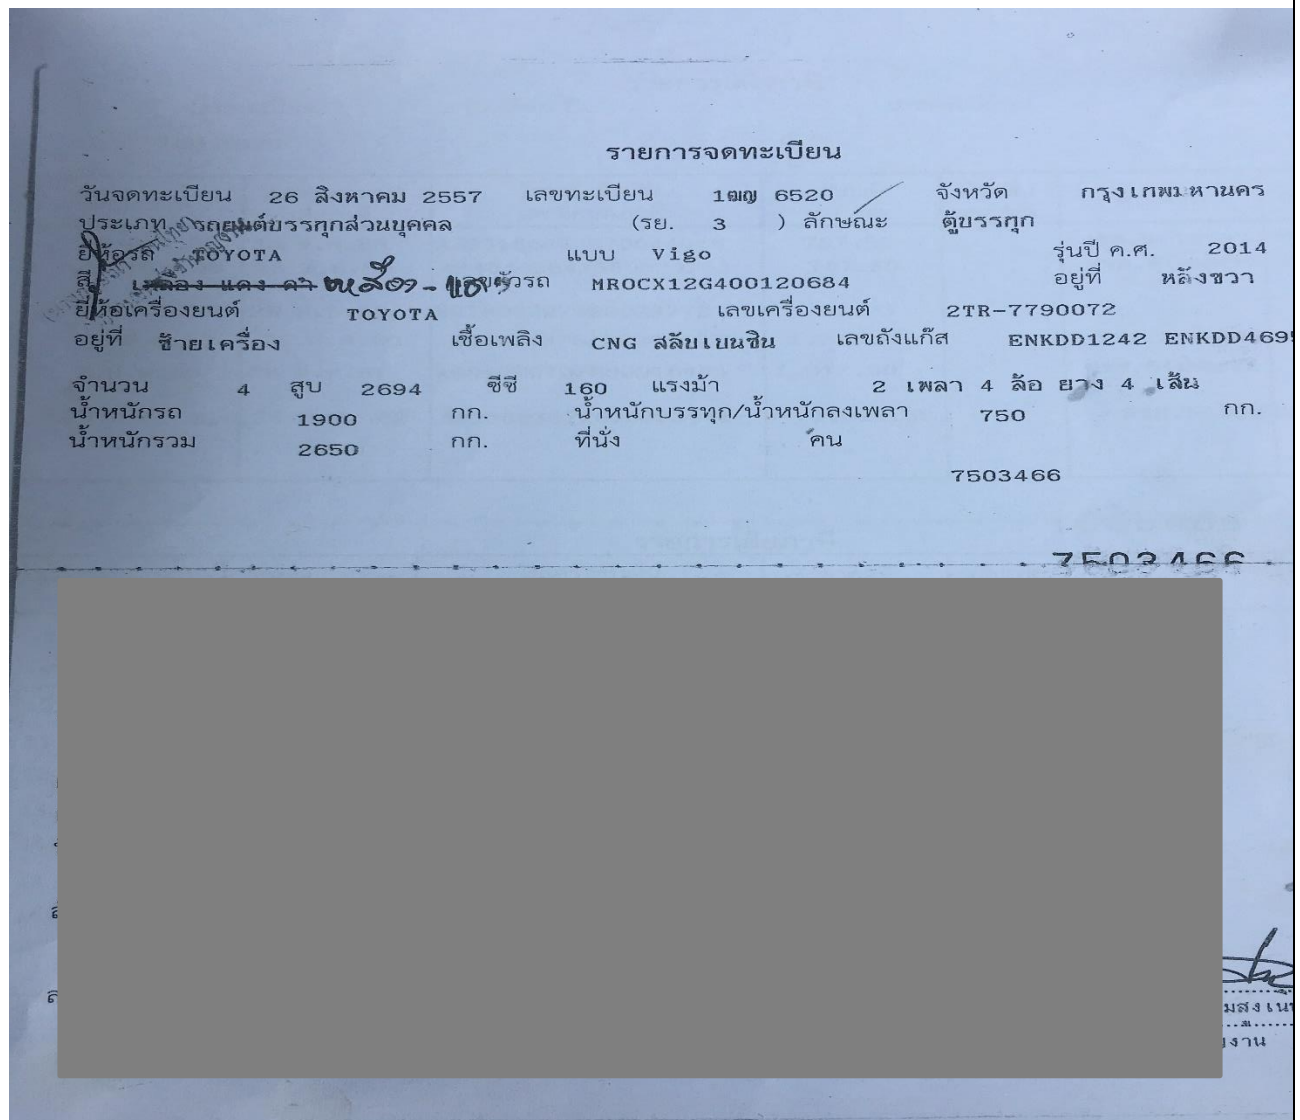 รายการจดทะเบียน
วันจดทะเบียน 26 สิงหาคม 2557 เลขทะเบียน 1ฒญ 6520 จังหวัด กรุงเทพมหานคร
ประเภท รถยนต์บรรทุกส่วนบุคคล (รย. 3 ) ลักษณะ ตู้บรรทุก
ยี่ห้อรถ TOYOTA แบบ Vigo รุ่นปี ค.ศ. 2014
สี เหลือง แดง ดำ เหลือง - แดง เลขตัวรถ MR0CX12G400120684 อยู่ที่ หลังขวา
ยี่ห้อเครื่องยนต์ TOYOTA เลขเครื่องยนต์ 2TR-7790072
อยู่ที่ ซ้ายเครื่อง เชื้อเพลิง CNG สลับเบนซิน เลขถังแก๊ส ENKDD1242 ENKDD4695
จำนวน 4 สูบ 2694 ซีซี 160 แรงม้า 2 เพลา 4 ล้อ ยาง 4 เส้น
น้ำหนักรถ 1900 กก. น้ำหนักบรรทุก/น้ำหนักลงเพลา 750 กก.
น้ำหนักรวม 2650 กก. ที่นั่ง คน
7503466
7503466